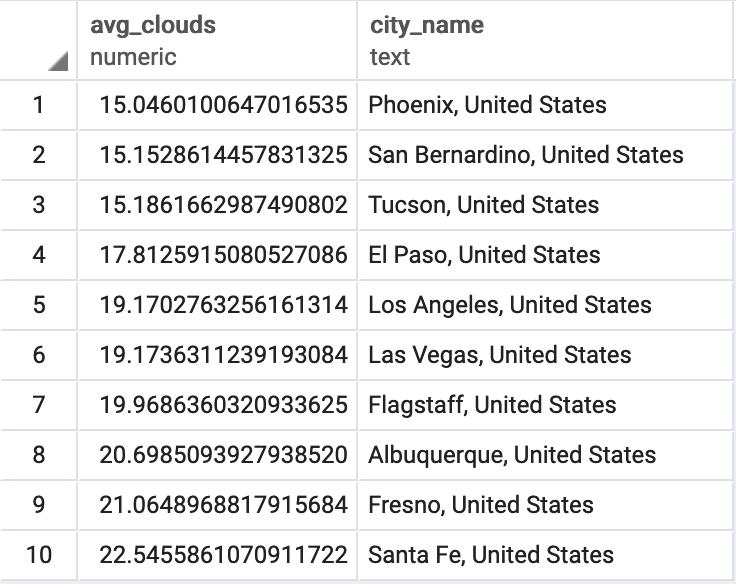 avg_clouds city_name
numeric text
1 15.0460100647016535 Phoenix, United States
2 15.1528614457831325 San Bernardino, United States
3 15.1861662987490802 Tucson, United States
4 17.8125915080527086 El Paso, United States
5 19.1702763256161314 Los Angeles, United States
6 19.1736311239193084 Las Vegas, United States
7 19.9686360320933625 Flagstaff, United States
8 20.6985093927938520 Albuquerque, United States
9 21.0648968817915684 Fresno, United States
10 22.5455861070911722 Santa Fe, United States